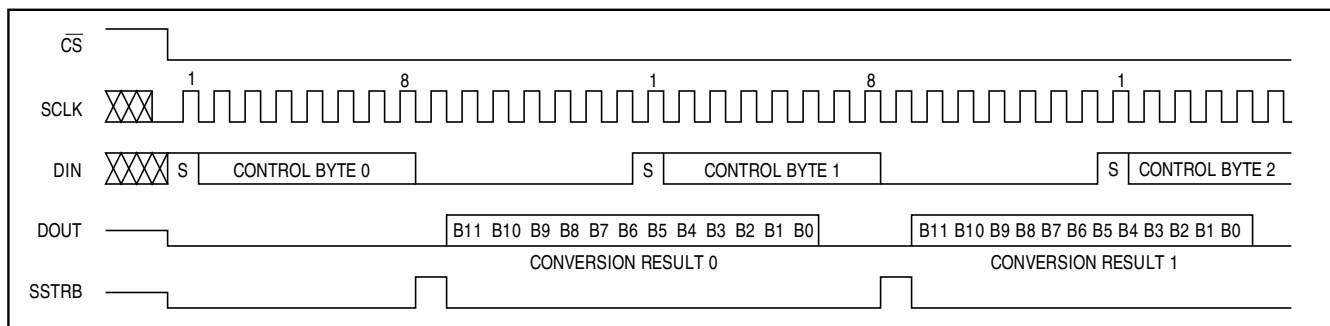 C̅S̅
1 8 1 8 1
SCLK
DIN S CONTROL BYTE 0 S CONTROL BYTE 1 S CONTROL BYTE 2
DOUT B11 B10 B9 B8 B7 B6 B5 B4 B3 B2 B1 B0 B11 B10 B9 B8 B7 B6 B5 B4 B3 B2 B1 B0
CONVERSION RESULT 0 CONVERSION RESULT 1
SSTRB